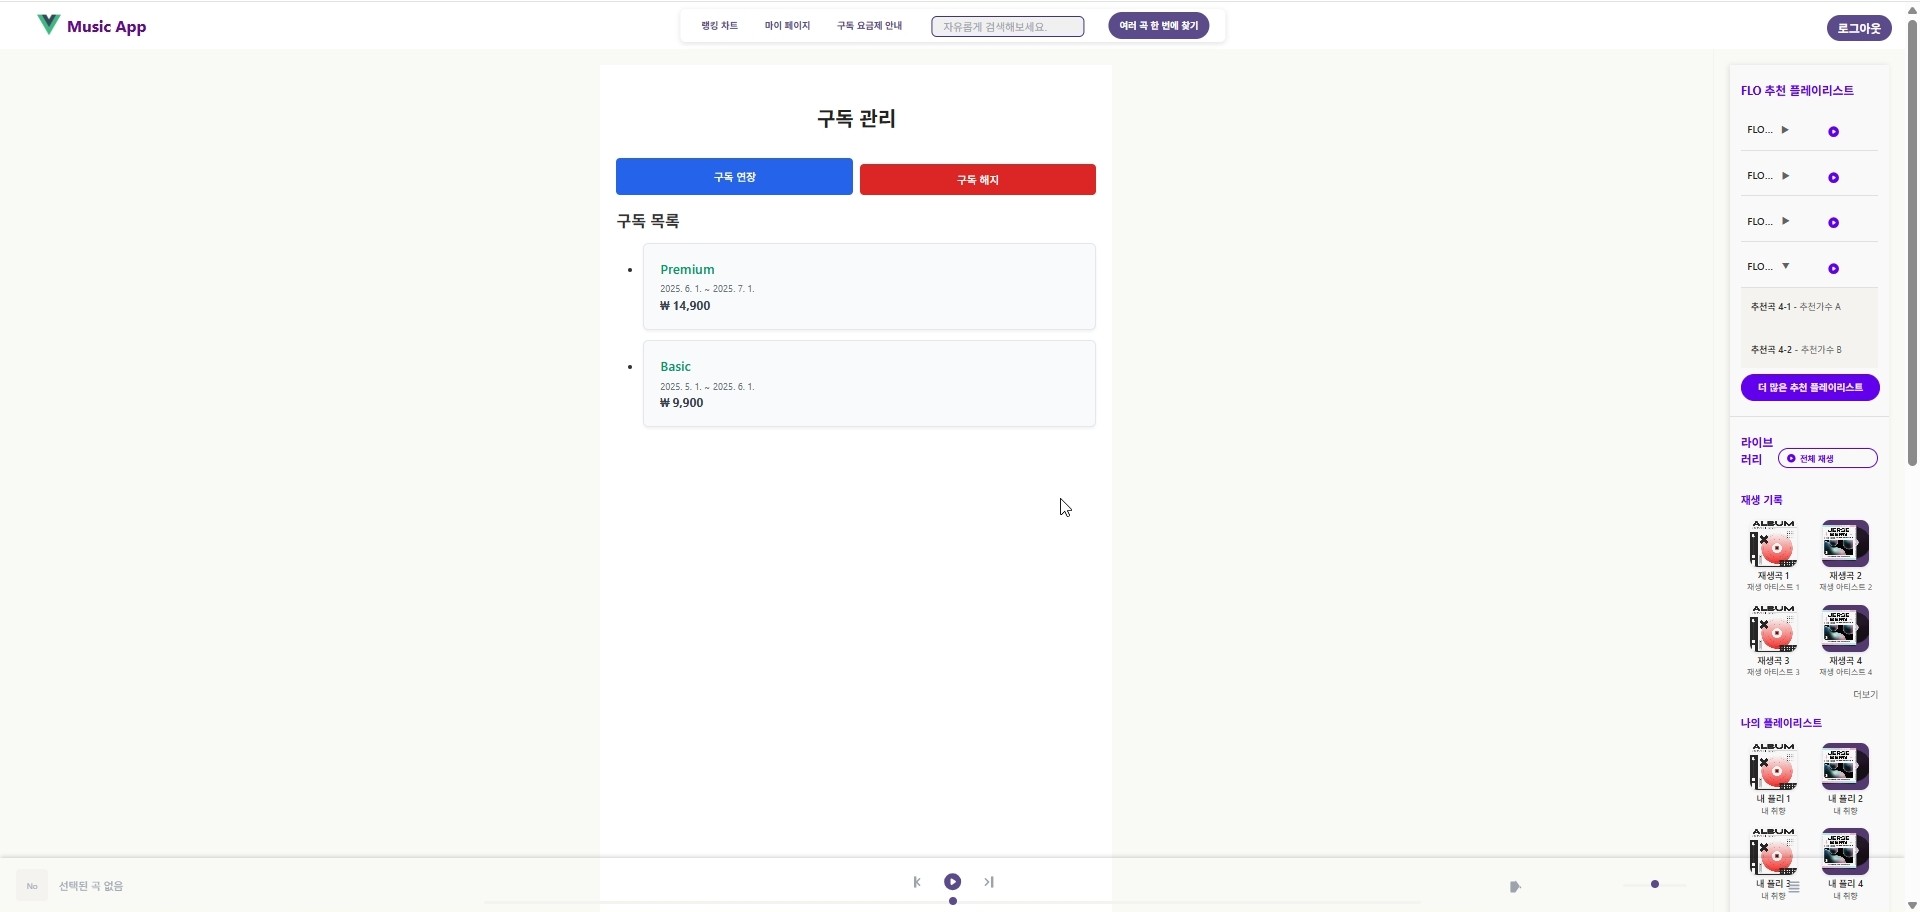 Music App
랭킹 차트
마이 페이지
구독 요금제 안내
자유롭게 검색해보세요.
여러 곡 한 번에 찾기
로그아웃
구독 관리
구독 연장
구독 해지
구독 목록
Premium
2025. 6. 1. ~ 2025. 7. 1.
₩ 14,900
Basic
2025. 5. 1. ~ 2025. 6. 1.
₩ 9,900
FLO 추천 플레이리스트
FLO...
FLO...
FLO...
FLO...
추천곡 4-1 - 추천가수 A
추천곡 4-2 - 추천가수 B
더 많은 추천 플레이리스트
라이브
러리
전체 재생
재생 기록
ALBUM
재생곡 1
재생 아티스트 1
재생곡 2
재생 아티스트 2
ALBUM
재생곡 3
재생 아티스트 3
재생곡 4
재생 아티스트 4
더보기
나의 플레이리스트
ALBUM
내 플리 1
내 취향
내 플리 2
내 취향
ALBUM
내 플리 3
내 취향
내 플리 4
내 취향
No
선택된 곡 없음